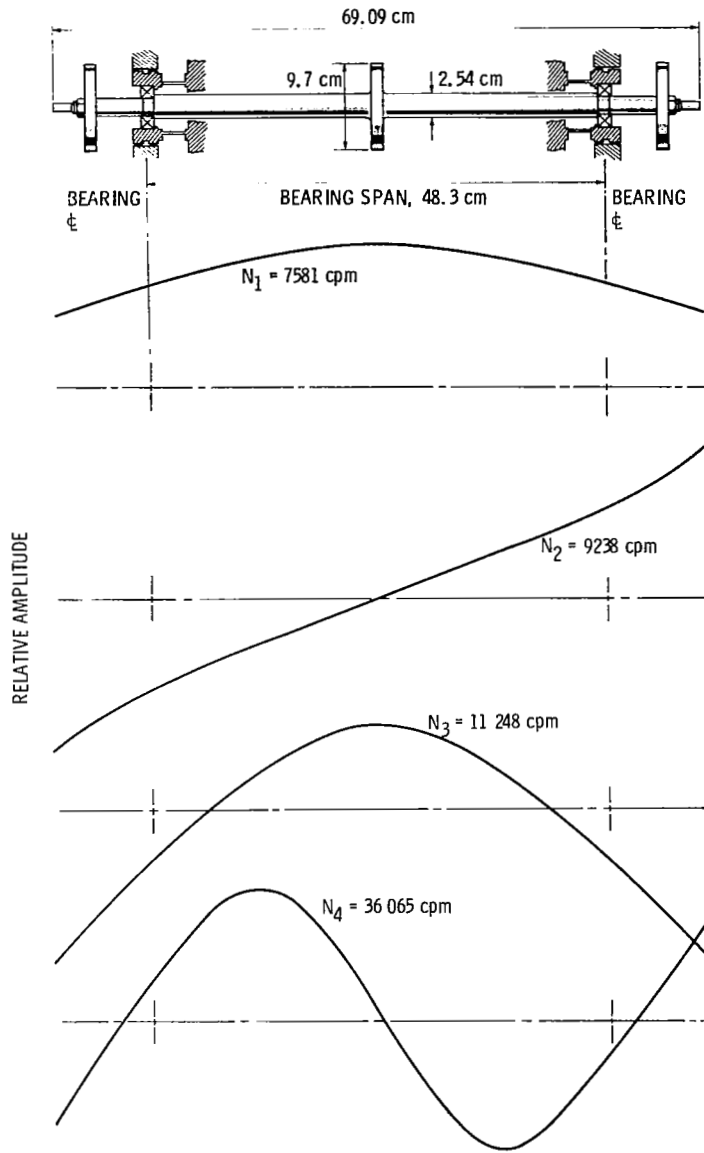 69.09 cm
9.7 cm
2.54 cm
BEARING ℄
BEARING SPAN, 48.3 cm
BEARING ℄
N1 = 7581 cpm
N2 = 9238 cpm
RELATIVE AMPLITUDE
N3 = 11 248 cpm
N4 = 36 065 cpm